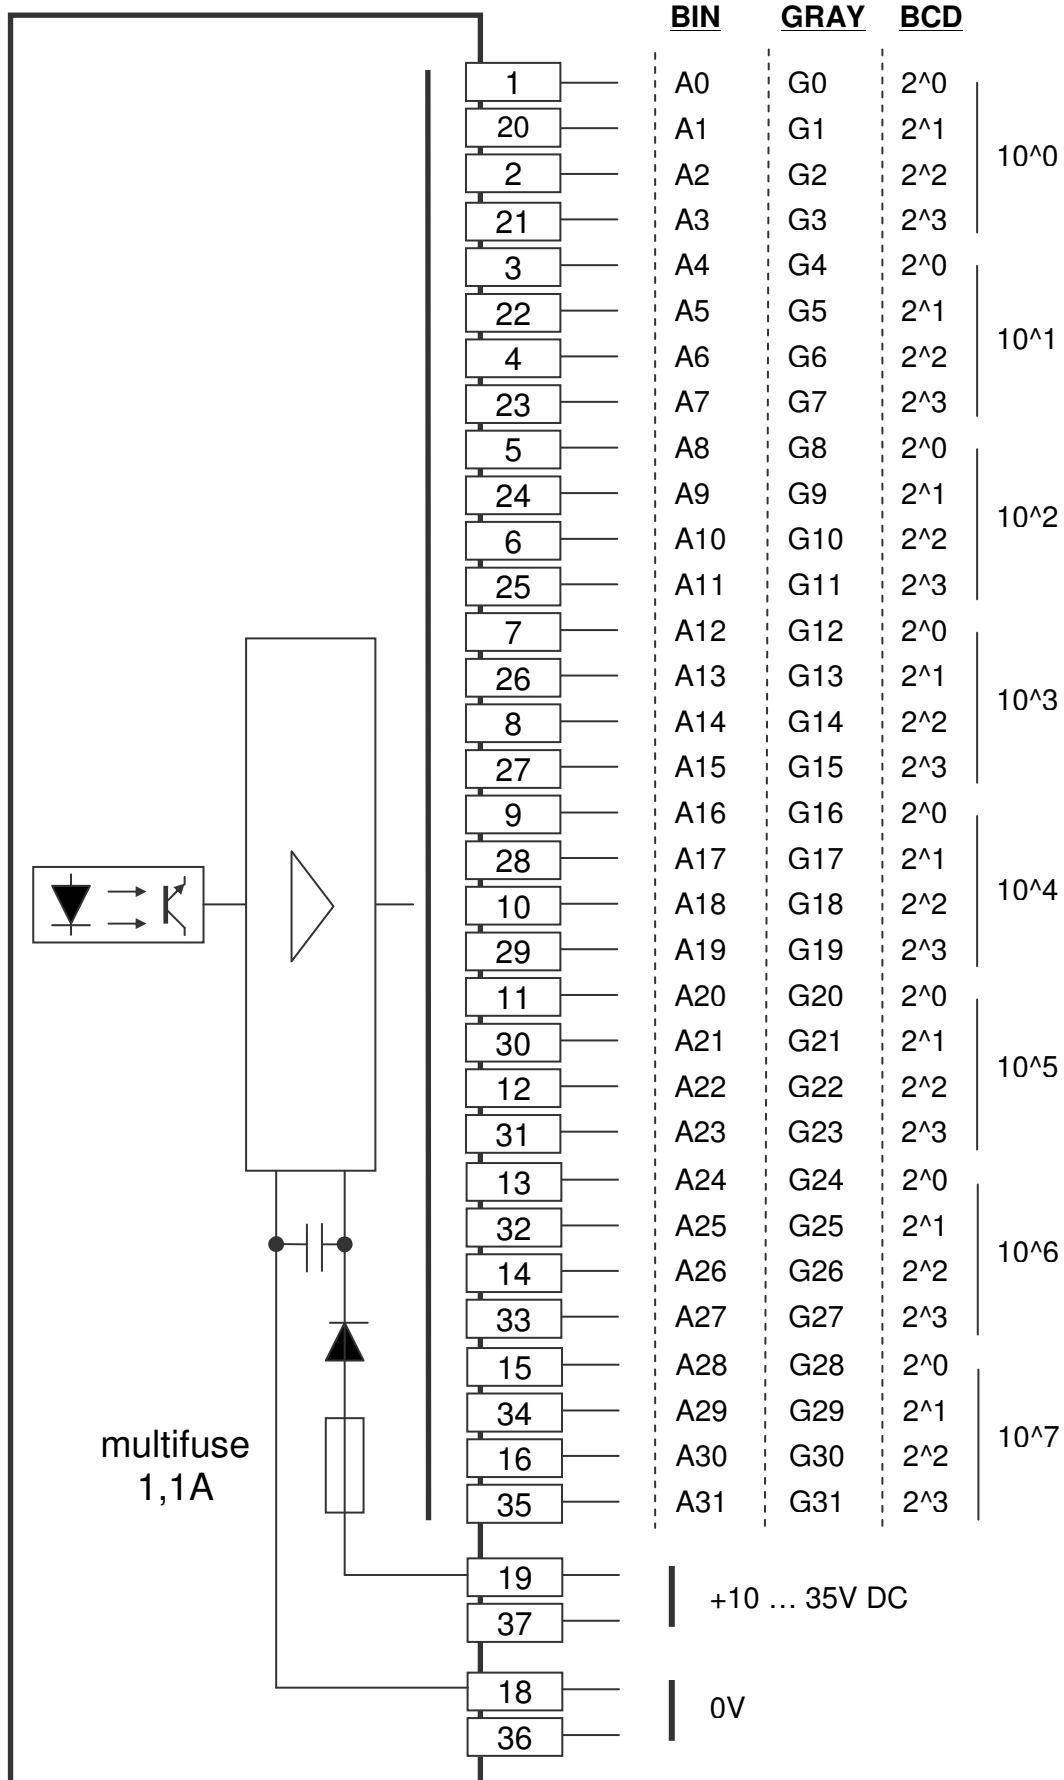 BIN GRAY BCD
1 A0 G0 2^0
20 A1 G1 2^1
10^0
2 A2 G2 2^2
21 A3 G3 2^3
3 A4 G4 2^0
22 A5 G5 2^1
10^1
4 A6 G6 2^2
23 A7 G7 2^3
5 A8 G8 2^0
24 A9 G9 2^1
10^2
6 A10 G10 2^2
25 A11 G11 2^3
7 A12 G12 2^0
26 A13 G13 2^1
10^3
8 A14 G14 2^2
27 A15 G15 2^3
9 A16 G16 2^0
28 A17 G17 2^1
10^4
10 A18 G18 2^2
29 A19 G19 2^3
11 A20 G20 2^0
30 A21 G21 2^1
10^5
12 A22 G22 2^2
31 A23 G23 2^3
13 A24 G24 2^0
32 A25 G25 2^1
10^6
14 A26 G26 2^2
33 A27 G27 2^3
15 A28 G28 2^0
34 A29 G29 2^1
10^7
16 A30 G30 2^2
35 A31 G31 2^3
multifuse
1,1A
19
+10 … 35V DC
37
18
0V
36